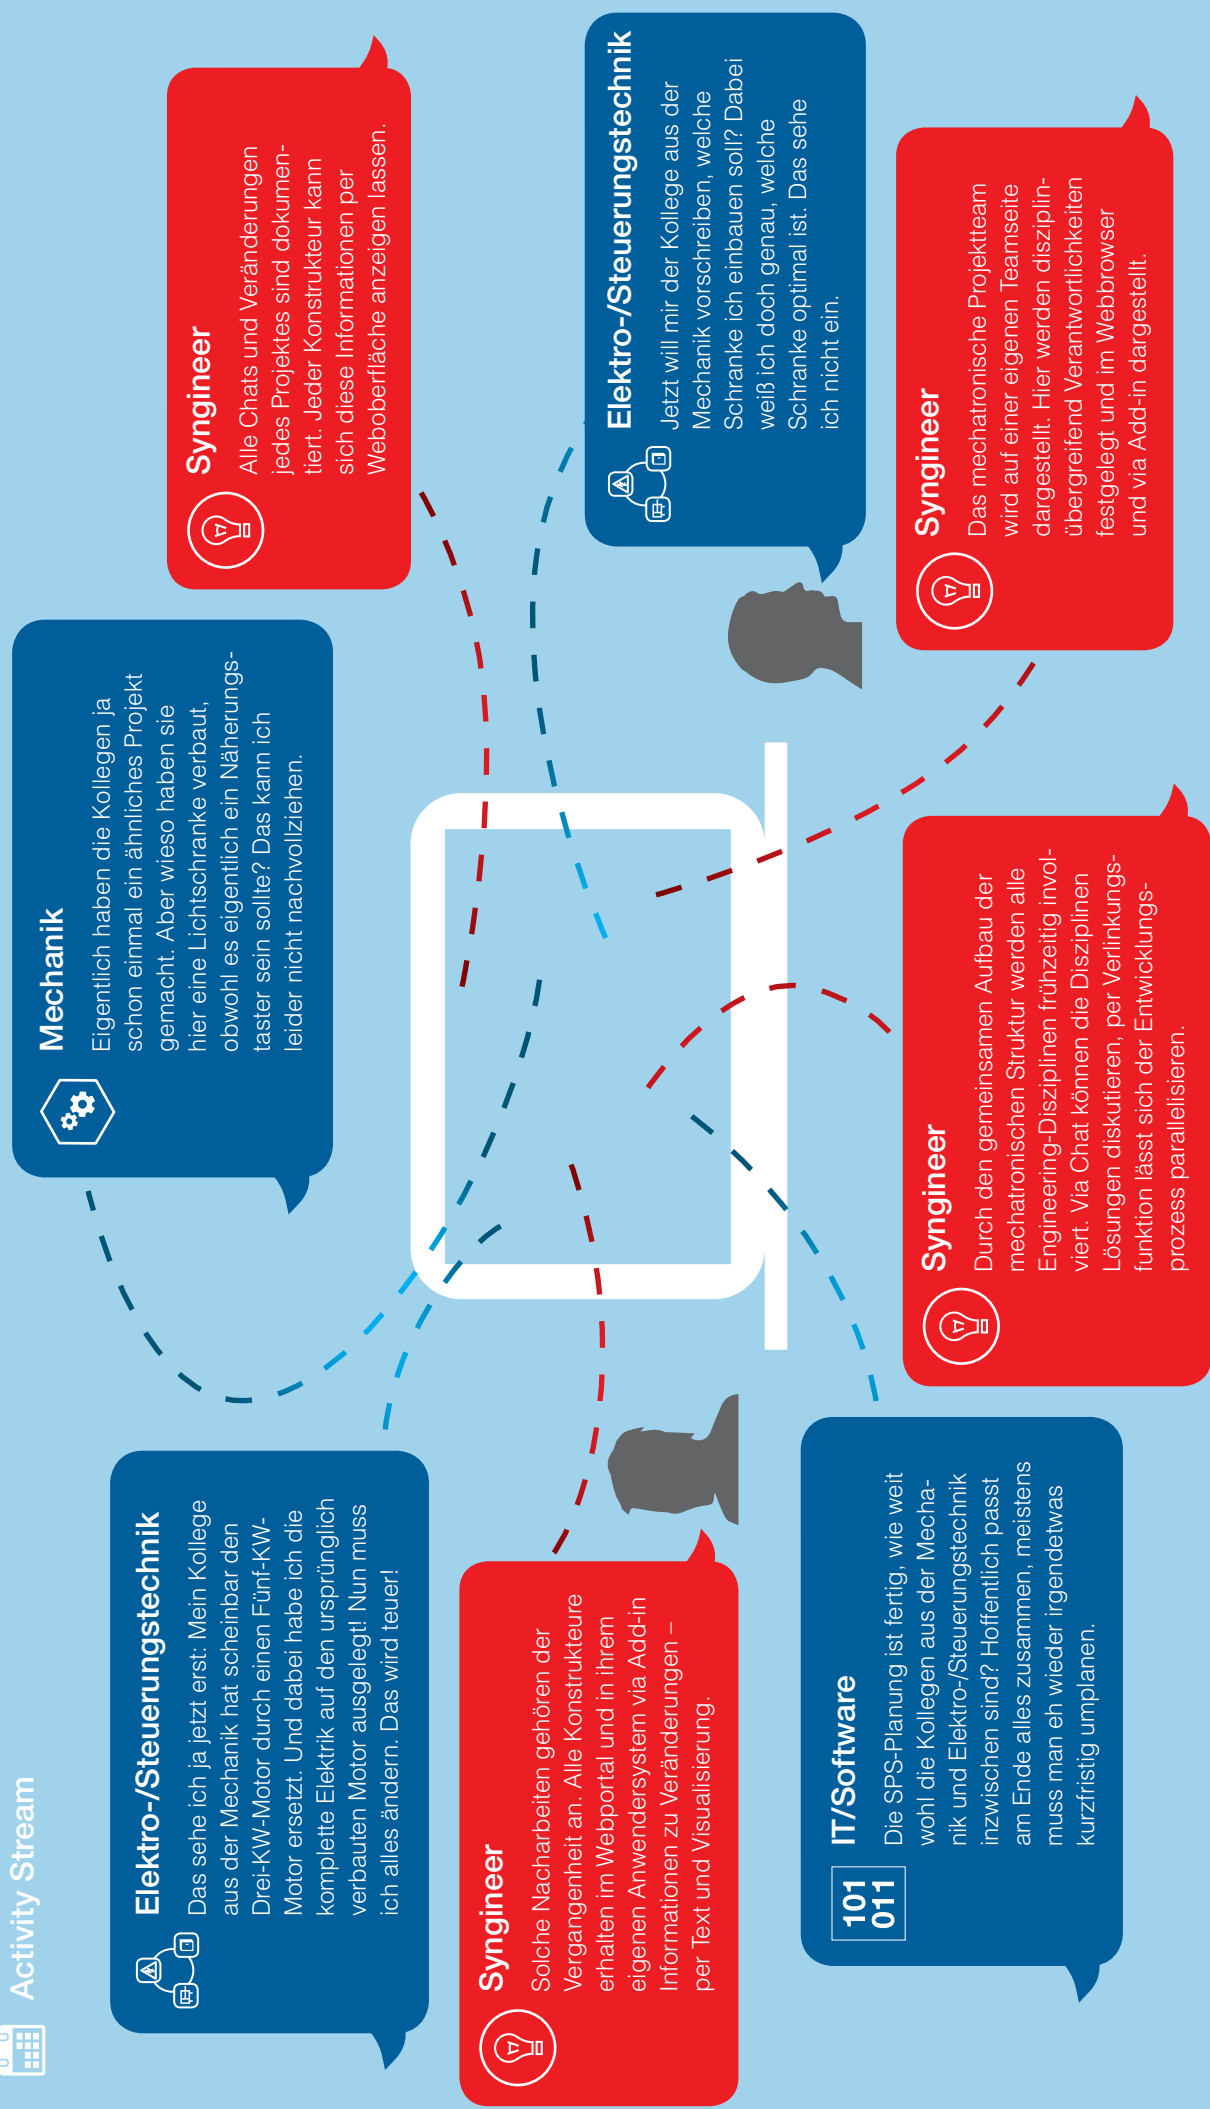 Activity Stream
Elektro-/Steuerungstechnik
Das sehe ich ja jetzt erst: Mein Kollege
aus der Mechanik hat scheinbar den
Drei-KW-Motor durch einen Fünf-KW-
Motor ersetzt. Und dabei habe ich die
komplette Elektrik auf den ursprünglich
verbauten Motor ausgelegt! Nun muss
ich alles ändern. Das wird teuer!
Mechanik
Eigentlich haben die Kollegen ja
schon einmal ein ähnliches Projekt
gemacht. Aber wieso haben sie
hier eine Lichtschranke verbaut,
obwohl es eigentlich ein Näherungs-
taster sein sollte? Das kann ich
leider nicht nachvollziehen.
Syngineer
Alle Chats und Veränderungen
jedes Projektes sind dokumen-
tiert. Jeder Konstrukteur kann
sich diese Informationen per
Weboberfläche anzeigen lassen.
Syngineer
Solche Nacharbeiten gehören der
Vergangenheit an. Alle Konstrukteure
erhalten im Webportal und in ihrem
eigenen Anwendersystem via Add-in
Informationen zu Veränderungen –
per Text und Visualisierung.
Elektro-/Steuerungstechnik
Jetzt will mir der Kollege aus der
Mechanik vorschreiben, welche
Schranke ich einbauen soll? Dabei
weiß ich doch genau, welche
Schranke optimal ist. Das sehe
ich nicht ein.
101
011
IT/Software
Die SPS-Planung ist fertig, wie weit
wohl die Kollegen aus der Mecha-
nik und Elektro-/Steuerungstechnik
inzwischen sind? Hoffentlich passt
am Ende alles zusammen, meistens
muss man eh wieder irgendetwas
kurzfristig umplanen.
Syngineer
Durch den gemeinsamen Aufbau der
mechatronischen Struktur werden alle
Engineering-Disziplinen frühzeitig invol-
viert. Via Chat können die Disziplinen
Lösungen diskutieren, per Verlinkungs-
funktion lässt sich der Entwicklungs-
prozess parallelisieren.
Syngineer
Das mechatronische Projektteam
wird auf einer eigenen Teamseite
dargestellt. Hier werden disziplin-
übergreifend Verantwortlichkeiten
festgelegt und im Webbrowser
und via Add-in dargestellt.